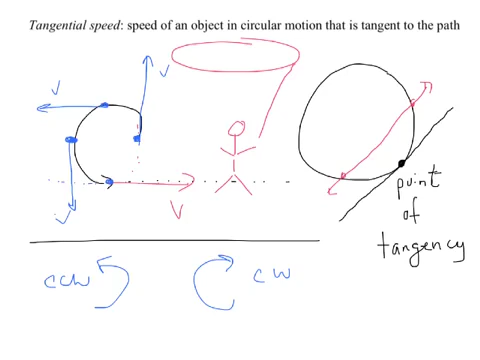 Tangential speed: speed of an object in circular motion that is tangent to the path
V
V
V
V
point
of
tangency
CCW
CW